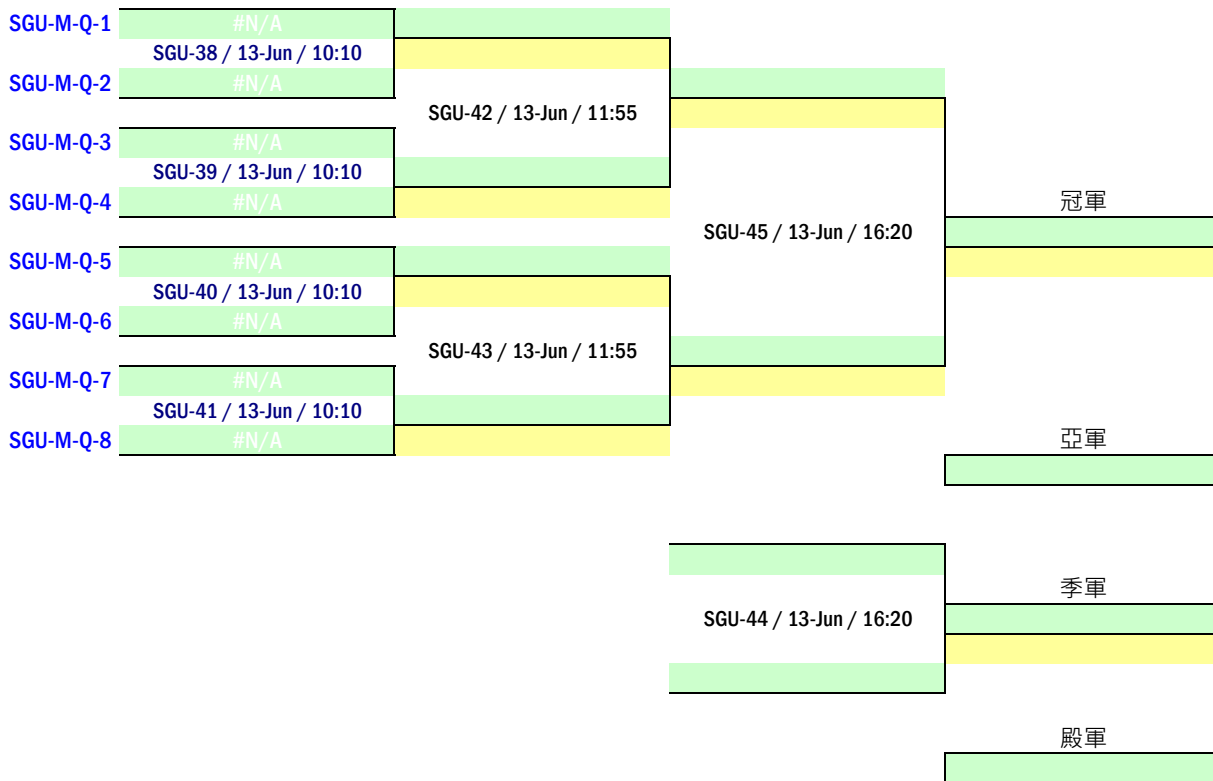 SGU-M-Q-1 #N/A
SGU-38 / 13-Jun / 10:10
SGU-M-Q-2 #N/A
SGU-42 / 13-Jun / 11:55
SGU-M-Q-3 #N/A
SGU-39 / 13-Jun / 10:10
SGU-M-Q-4 #N/A
冠軍
SGU-45 / 13-Jun / 16:20
SGU-M-Q-5 #N/A
SGU-40 / 13-Jun / 10:10
SGU-M-Q-6 #N/A
SGU-43 / 13-Jun / 11:55
SGU-M-Q-7 #N/A
SGU-41 / 13-Jun / 10:10
SGU-M-Q-8 #N/A
亞軍
季軍
SGU-44 / 13-Jun / 16:20
殿軍